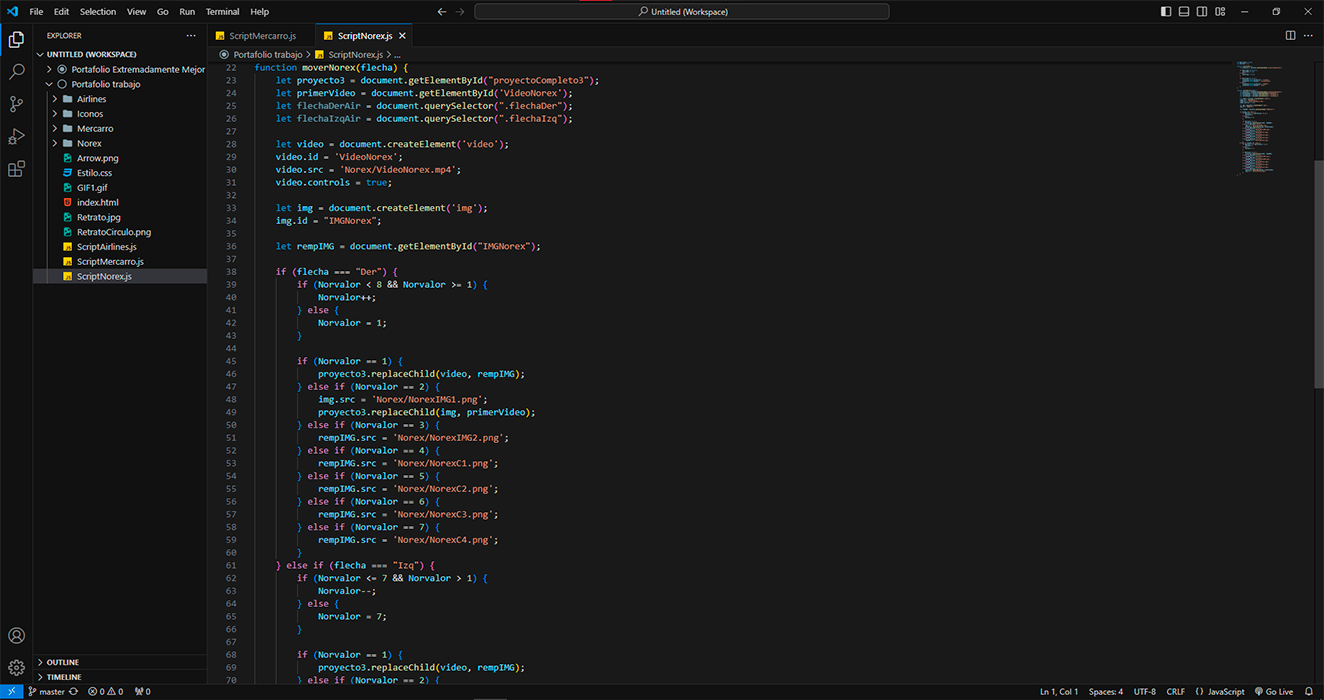 File Edit Selection View Go Run Terminal Help
Untitled (Workspace)
EXPLORER
UNTITLED (WORKSPACE)
Portafolio Extremadamente Mejor
Portafolio trabajo
Airlines
Iconos
Mercarro
Norex
Arrow.png
Estilo.css
GIF1.gif
index.html
Retrato.jpg
RetratoCirculo.png
ScriptAirlines.js
ScriptMercarro.js
ScriptNorex.js
OUTLINE
TIMELINE
ScriptMercarro.js ScriptNorex.js
Portafolio trabajo > ScriptNorex.js > ...
22 function moverNorex(flecha) {
23 let proyecto3 = document.getElementById("proyectoCompleto3");
24 let primerVideo = document.getElementById('VideoNorex');
25 let flechaDerAir = document.querySelector(".flechaDer");
26 let flechaIzqAir = document.querySelector(".flechaIzq");
27
28 let video = document.createElement('video');
29 video.id = 'VideoNorex';
30 video.src = 'Norex/VideoNorex.mp4';
31 video.controls = true;
32
33 let img = document.createElement('img');
34 img.id = "IMGNorex";
35
36 let rempIMG = document.getElementById("IMGNorex");
37
38 if (flecha === "Der") {
39 if (Norvalor < 8 && Norvalor >= 1) {
40 Norvalor++;
41 } else {
42 Norvalor = 1;
43 }
44
45 if (Norvalor == 1) {
46 proyecto3.replaceChild(video, rempIMG);
47 } else if (Norvalor == 2) {
48 img.src = 'Norex/NorexIMG1.png';
49 proyecto3.replaceChild(img, primerVideo);
50 } else if (Norvalor == 3) {
51 rempIMG.src = 'Norex/NorexIMG2.png';
52 } else if (Norvalor == 4) {
53 rempIMG.src = 'Norex/NorexC1.png';
54 } else if (Norvalor == 5) {
55 rempIMG.src = 'Norex/NorexC2.png';
56 } else if (Norvalor == 6) {
57 rempIMG.src = 'Norex/NorexC3.png';
58 } else if (Norvalor == 7) {
59 rempIMG.src = 'Norex/NorexC4.png';
60 }
61 } else if (flecha === "Izq") {
62 if (Norvalor <= 7 && Norvalor > 1) {
63 Norvalor--;
64 } else {
65 Norvalor = 7;
66 }
67
68 if (Norvalor == 1) {
69 proyecto3.replaceChild(video, rempIMG);
70 } else if (Norvalor == 2) {
master 0 0 0 Ln 1, Col 1 Spaces: 4 UTF-8 CRLF {} JavaScript Go Live